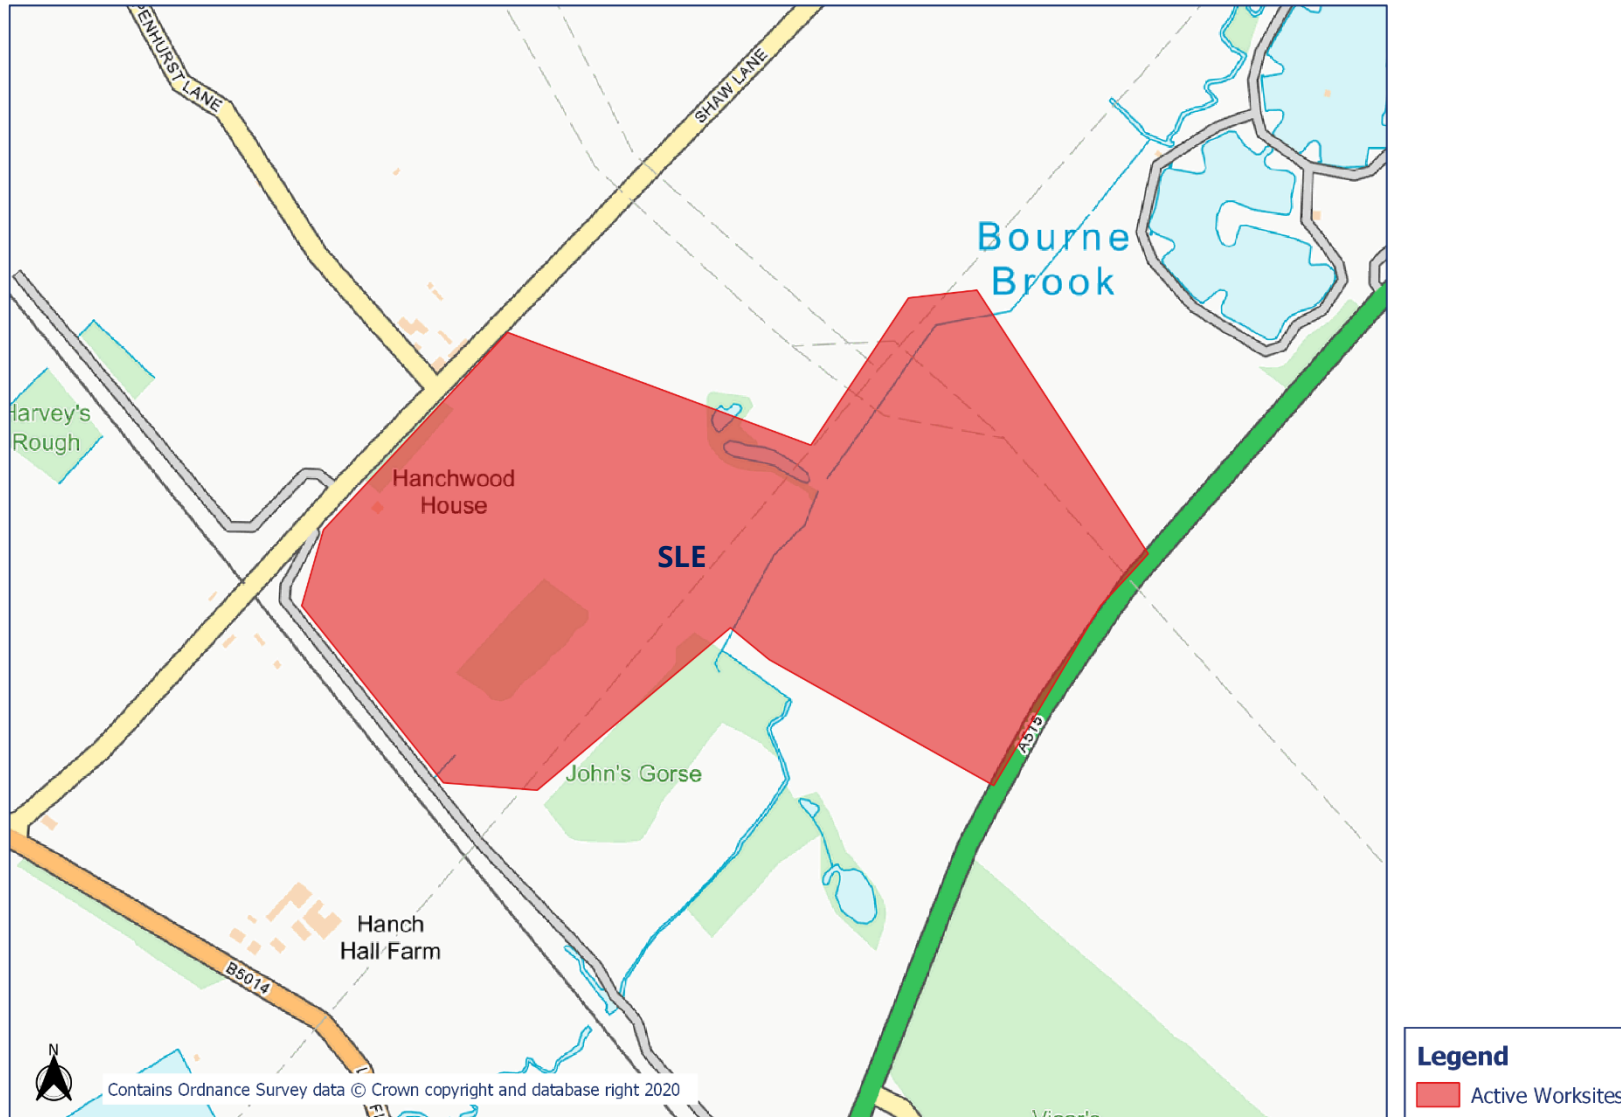 PENHURST LANE
SHAW LANE
Bourne
Brook
Harvey's
Rough
Hanchwood
House
SLE
A515
John's Gorse
Hanch
Hall Farm
B5014
N
Contains Ordnance Survey data © Crown copyright and database right 2020
Legend
Active Worksites